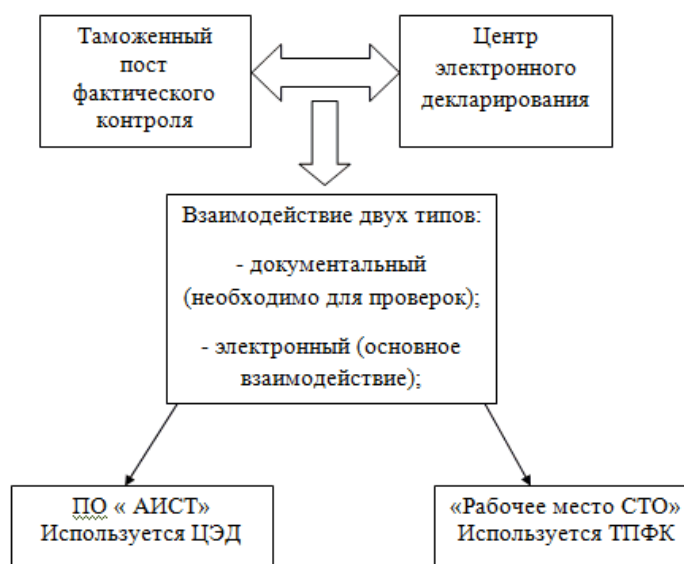 Таможенный
пост
фактического
контроля
Центр
электронного
декларирования
Взаимодействие двух типов:
- документальный
(необходимо для проверок);
- электронный (основное
взаимодействие);
ПО « АИСТ»
Используется ЦЭД
«Рабочее место СТО»
Используется ТПФК